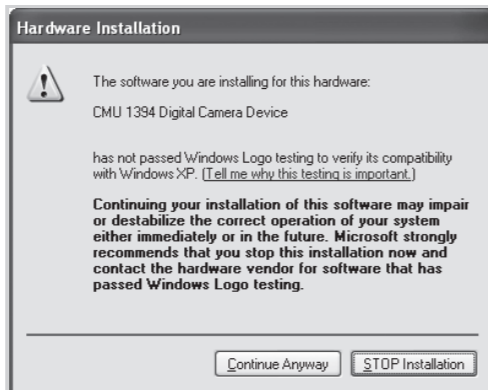 Hardware Installation
The software you are installing for this hardware:
CMU 1394 Digital Camera Device
has not passed Windows Logo testing to verify its compatibility
with Windows XP. (Tell me why this testing is important.)
Continuing your installation of this software may impair
or destabilize the correct operation of your system
either immediately or in the future. Microsoft strongly
recommends that you stop this installation now and
contact the hardware vendor for software that has
passed Windows Logo testing.
Continue Anyway STOP Installation